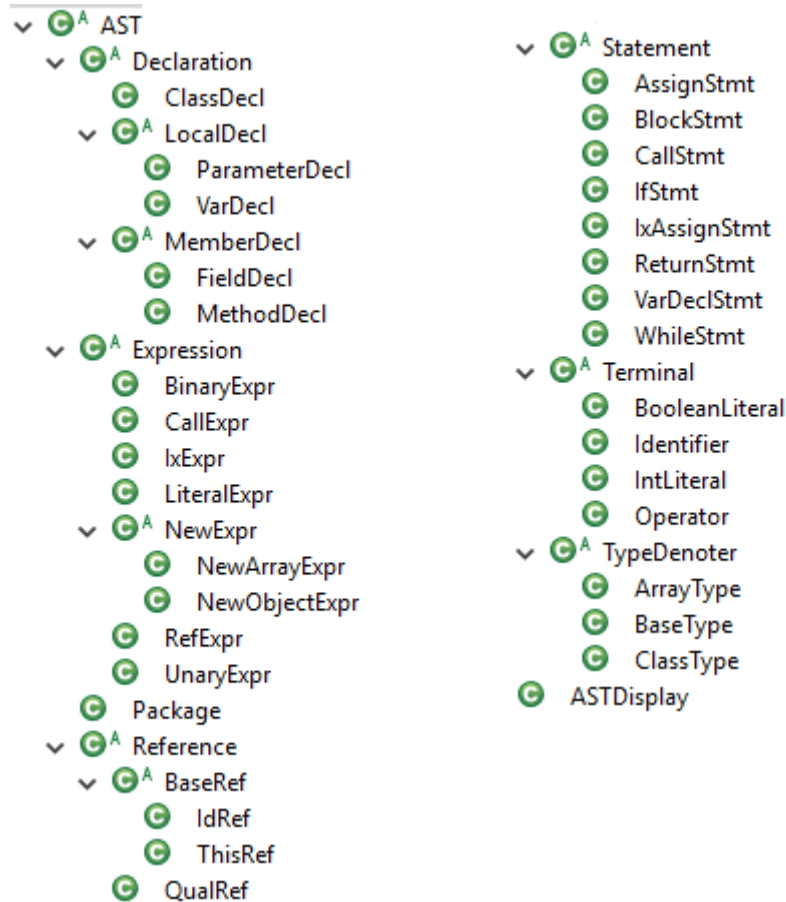 AST
Declaration
ClassDecl
LocalDecl
ParameterDecl
VarDecl
MemberDecl
FieldDecl
MethodDecl
Expression
BinaryExpr
CallExpr
IxExpr
LiteralExpr
NewExpr
NewArrayExpr
NewObjectExpr
RefExpr
UnaryExpr
Package
Reference
BaseRef
IdRef
ThisRef
QualRef
Statement
AssignStmt
BlockStmt
CallStmt
IfStmt
IxAssignStmt
ReturnStmt
VarDeclStmt
WhileStmt
Terminal
BooleanLiteral
Identifier
IntLiteral
Operator
TypeDenoter
ArrayType
BaseType
ClassType
ASTDisplay